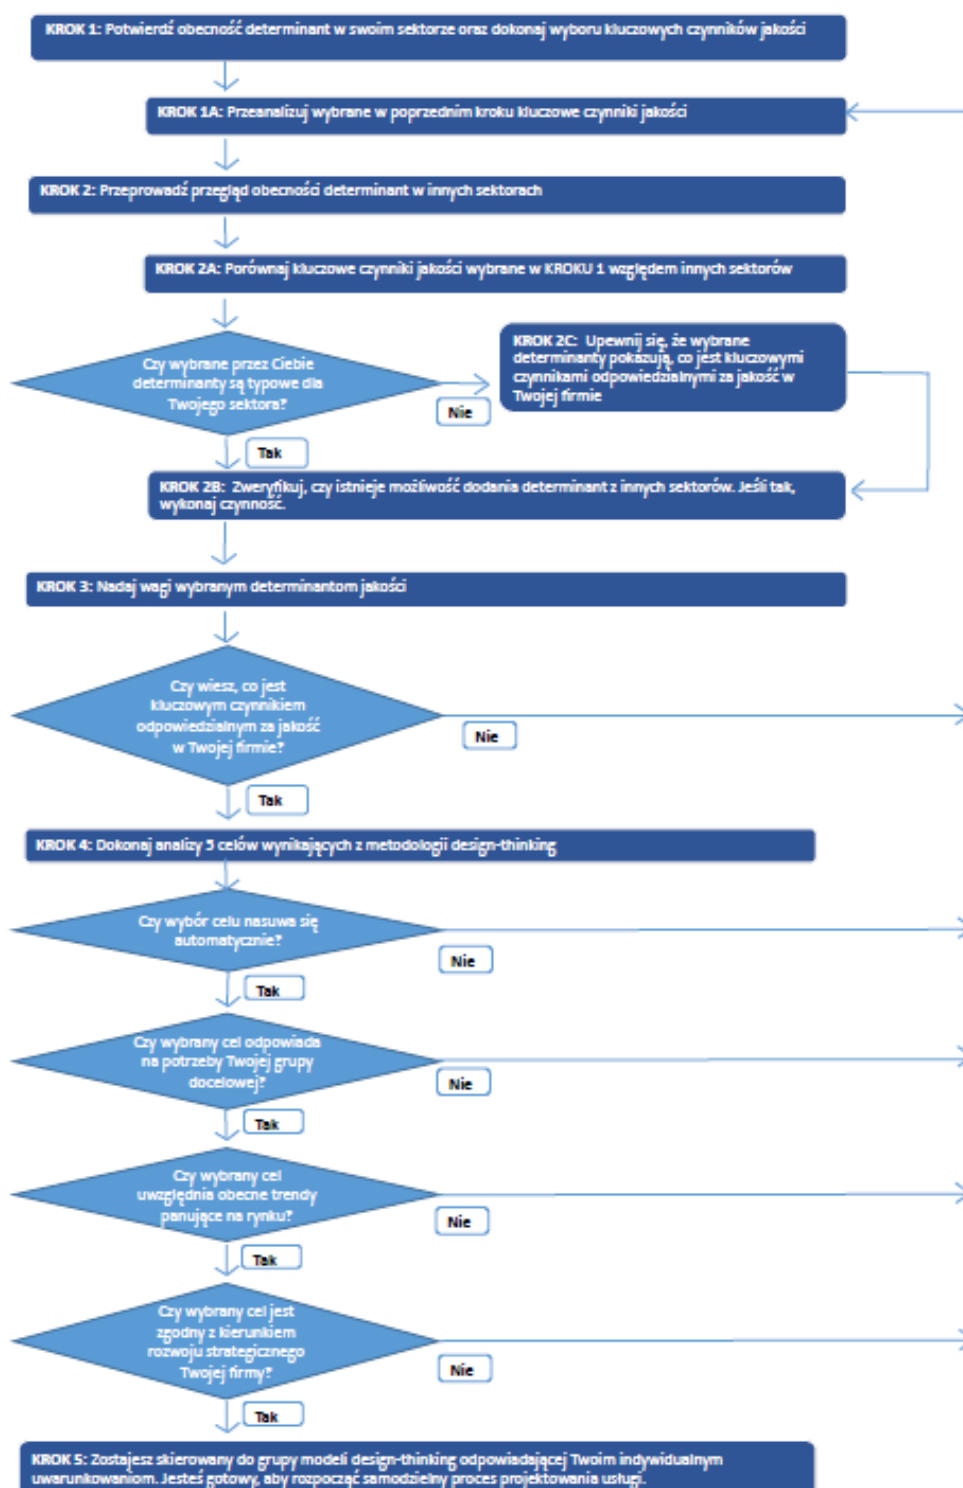 KROK 1: Potwierdź obecność determinant w swoim sektorze oraz dokonaj wyboru kluczowych czynników jakości
KROK 1A: Przeanalizuj wybrane w poprzednim kroku kluczowe czynniki jakości
KROK 2: Przeprowadź przegląd obecności determinant w innych sektorach
KROK 2A: Porównaj kluczowe czynniki jakości wybrane w KROKU 1 względem innych sektorów
Czy wybrane przez Ciebie
determinanty są typowe dla
Twojego sektora?
Nie
KROK 2C: Upewnij się, że wybrane
determinanty pokazują, co jest kluczowymi
czynnikami odpowiedzialnymi za jakość w
Twojej firmie
Tak
KROK 2B: Zweryfikuj, czy istnieje możliwość dodania determinant z innych sektorów. Jeśli tak,
wykonaj czynność.
KROK 3: Nadaj wagi wybranym determinantom jakości
Czy wiesz, co jest
kluczowym czynnikiem
odpowiedzialnym za jakość
w Twojej firmie?
Nie
Tak
KROK 4: Dokonaj analizy 5 celów wynikających z metodologii design-thinking
Czy wybór celu nasuwa się
automatycznie?
Nie
Tak
Czy wybrany cel odpowiada
na potrzeby Twojej grupy
docelowej?
Nie
Tak
Czy wybrany cel
uwzględnia obecne trendy
panujące na rynku?
Nie
Tak
Czy wybrany cel jest
zgodny z kierunkiem
rozwoju strategicznego
Twojej firmy?
Nie
Tak
KROK 5: Zostajesz skierowany do grupy modeli design-thinking odpowiadającej Twoim indywidualnym
uwarunkowaniom. Jesteś gotowy, aby rozpocząć samodzielny proces projektowania usługi.